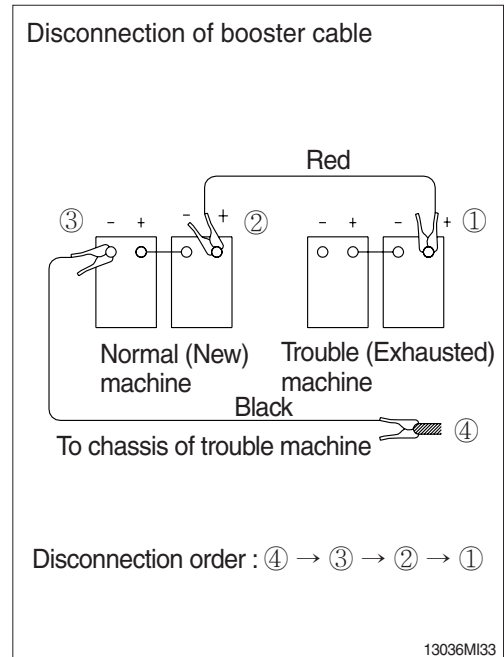 Disconnection of booster cable
Red
③ - + - + ② - + - + ①
Normal (New)
machine
Trouble (Exhausted)
machine
Black
To chassis of trouble machine ④
Disconnection order : ④ → ③ → ② → ①
13036MI33